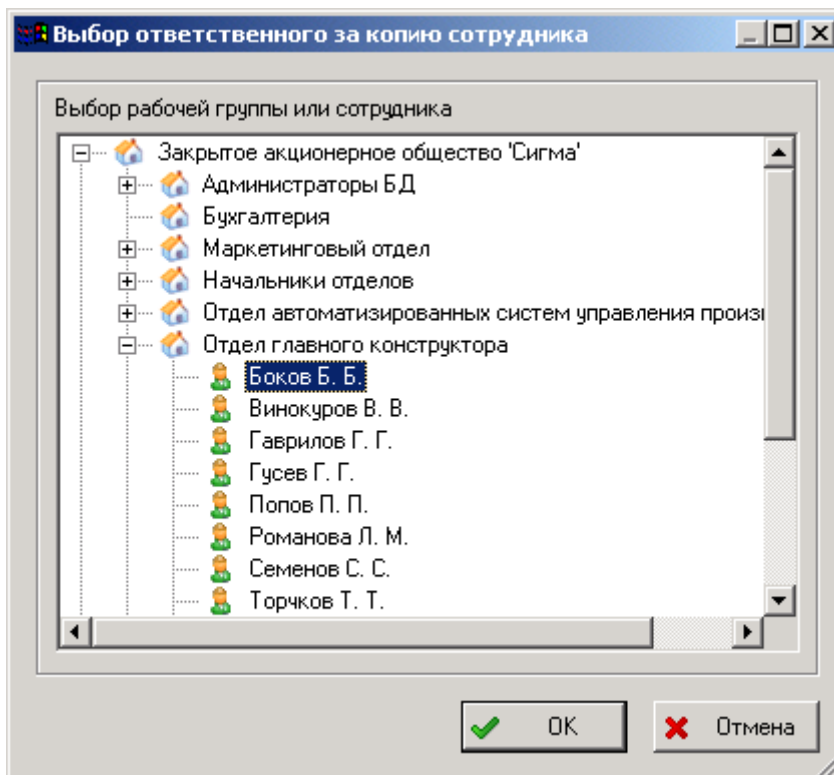 Выбор ответственного за копию сотрудника
Выбор рабочей группы или сотрудника
Закрытое акционерное общество 'Сигма'
Администраторы БД
Бухгалтерия
Маркетинговый отдел
Начальники отделов
Отдел автоматизированных систем управления произ
Отдел главного конструктора
Боков Б. Б.
Винокуров В. В.
Гаврилов Г. Г.
Гусев Г. Г.
Попов П. П.
Романова Л. М.
Семенов С. С.
Торчков Т. Т.
OK Отмена